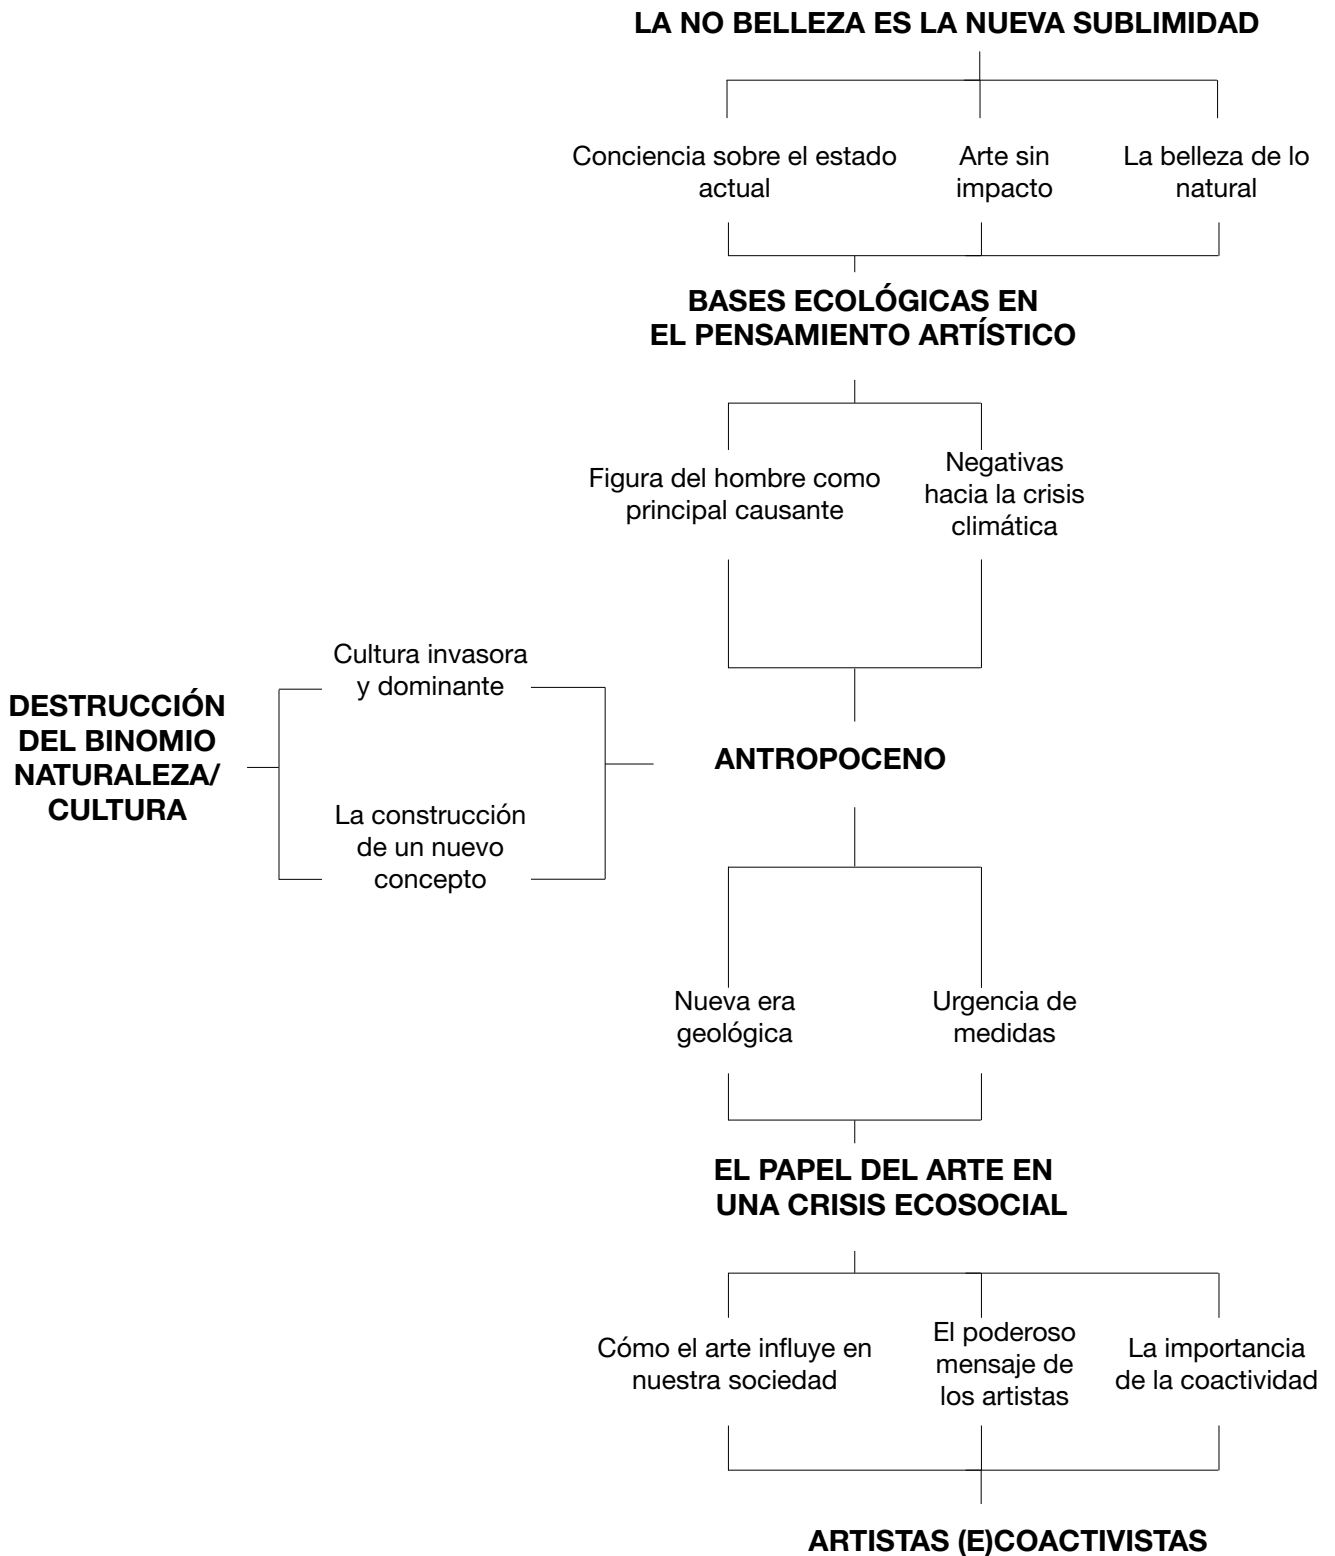 LA NO BELLEZA ES LA NUEVA SUBLIMIDAD
Conciencia sobre el estado
actual
Arte sin
impacto
La belleza de lo
natural
BASES ECOLÓGICAS EN
EL PENSAMIENTO ARTÍSTICO
Figura del hombre como
principal causante
Negativas
hacia la crisis
climática
Cultura invasora
y dominante
DESTRUCCIÓN
DEL BINOMIO
NATURALEZA/
CULTURA
ANTROPOCENO
La construcción
de un nuevo
concepto
Nueva era
geológica
Urgencia de
medidas
EL PAPEL DEL ARTE EN
UNA CRISIS ECOSOCIAL
Cómo el arte influye en
nuestra sociedad
El poderoso
mensaje de
los artistas
La importancia
de la coactividad
ARTISTAS (E)COACTIVISTAS